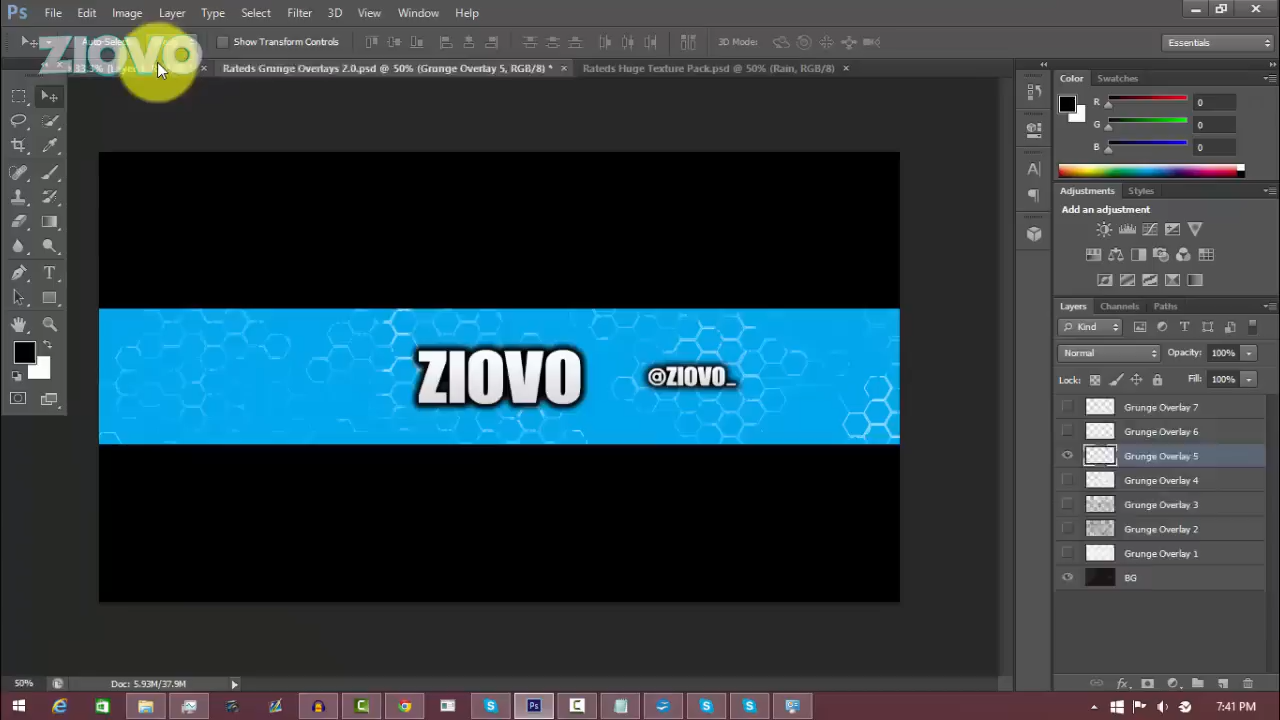 Ps File Edit Image Layer Type Select Filter 3D View Window Help
ZIOVO
Auto-Select Show Transform Controls 3D Mode: Essentials
Rateds Grunge Overlays 2.0.psd @ 50% (Grunge Overlay 5, RGB/8) * × Rateds Huge Texture Pack.psd @ 50% (Rain, RGB/8) ×
Color Swatches
R 0
G 0
B 0
Adjustments Styles
Add an adjustment
ZIOVO
@ZIOVO_
Layers Channels Paths
Kind
Normal Opacity: 100%
Lock: Fill: 100%
Grunge Overlay 7
Grunge Overlay 6
Grunge Overlay 5
Grunge Overlay 4
Grunge Overlay 3
Grunge Overlay 2
Grunge Overlay 1
BG
50% Doc: 5.93M/37.9M
7:41 PM